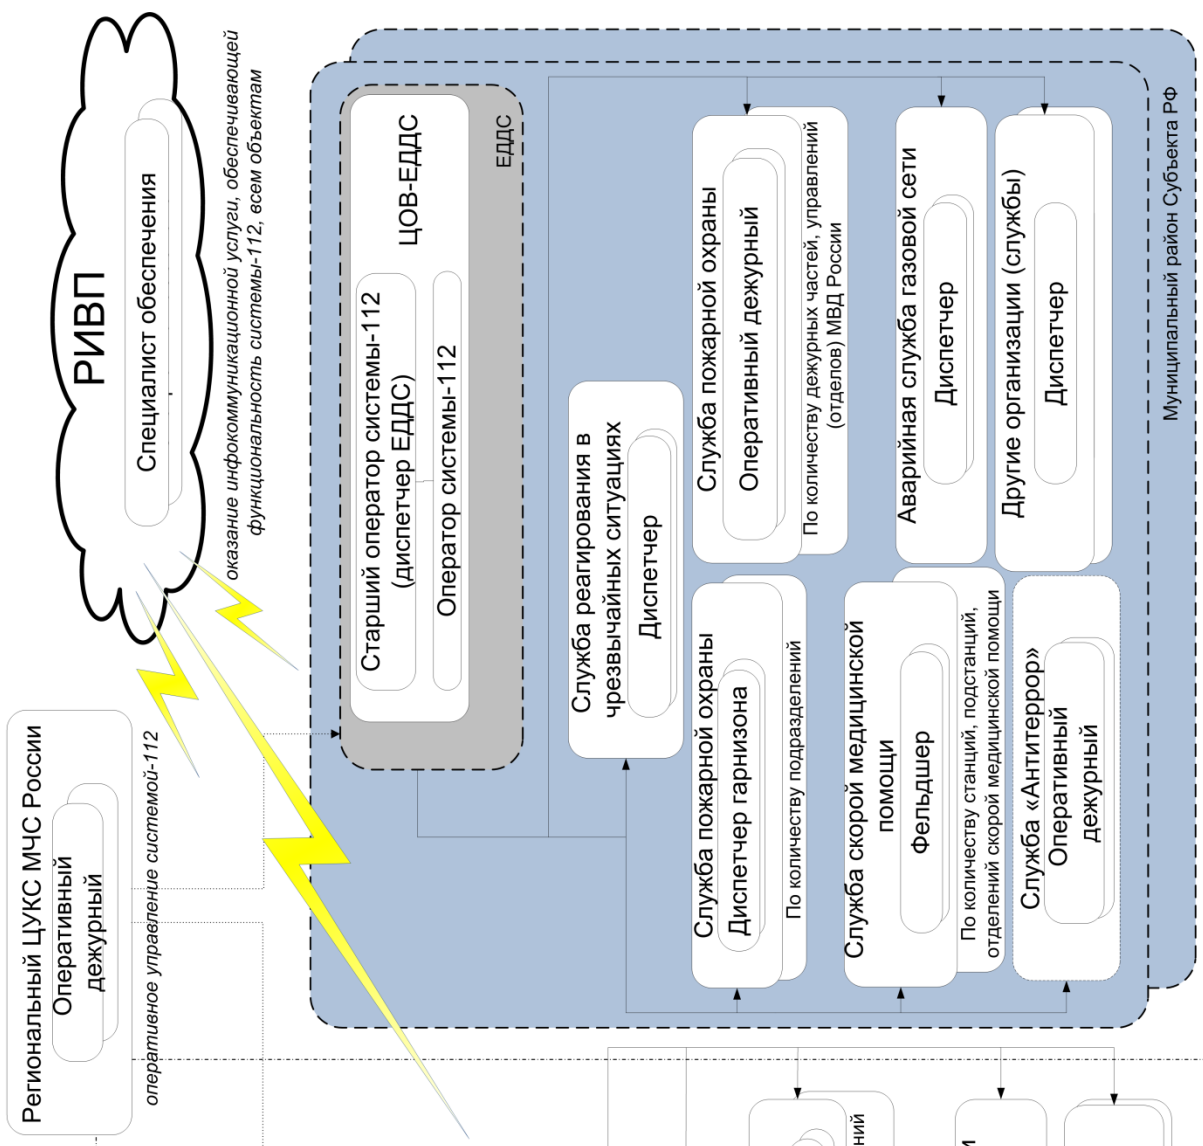 РИВП
Специалист обеспечения
оказание инфокоммуникационной услуги, обеспечивающей
функциональность системы-112, всем объектам
Региональный ЦУКС МЧС России
Оперативный
дежурный
оперативное управление системой-112
ЦОВ-ЕДДС
Старший оператор системы-112
(диспетчер ЕДДС)
Оператор системы-112
ЕДДС
Служба реагирования в
чрезвычайных ситуациях
Диспетчер
Служба пожарной охраны
Диспетчер гарнизона
По количеству подразделений
Служба пожарной охраны
Оперативный дежурный
По количеству дежурных частей, управлений
(отделов) МВД России
Служба скорой медицинской
помощи
Фельдшер
По количеству станций, подстанций,
отделений скорой медицинской помощи
Аварийная служба газовой сети
Диспетчер
Служба «Антитеррор»
Оперативный
дежурный
Другие организации (службы)
Диспетчер
Муниципальный район Субъекта РФ
ний
и